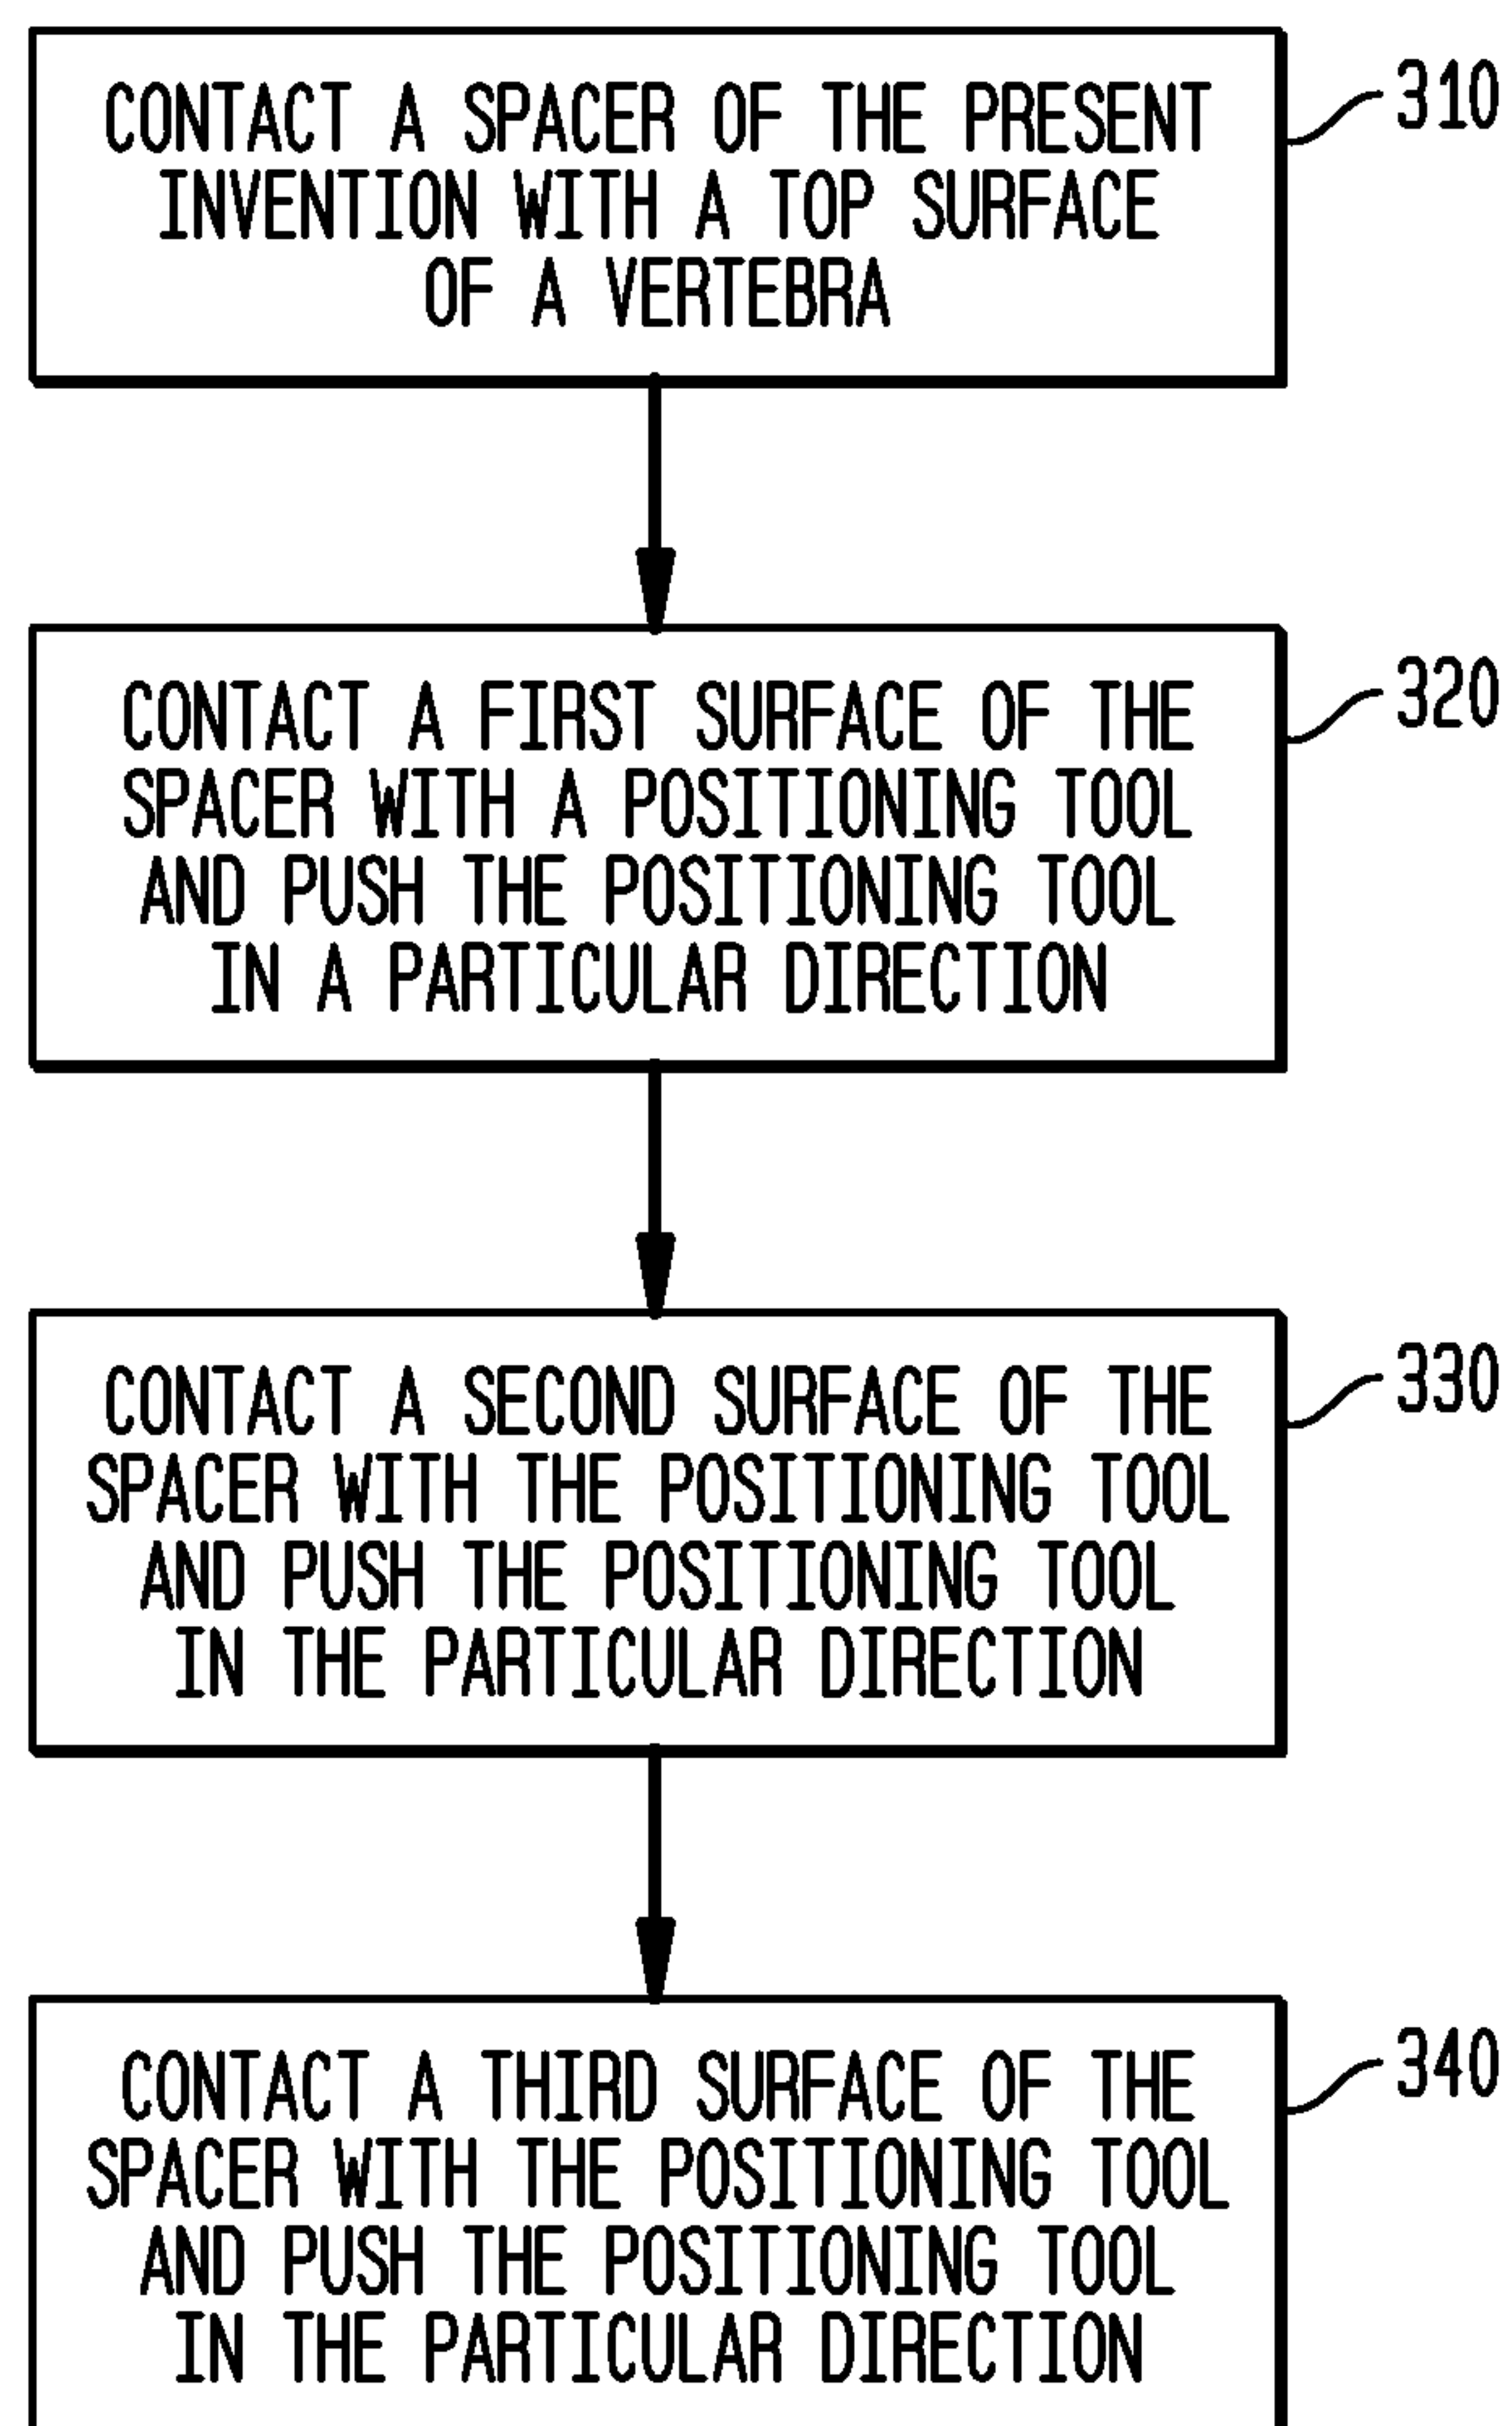 CONTACT A SPACER OF THE PRESENT
INVENTION WITH A TOP SURFACE
OF A VERTEBRA
310
CONTACT A FIRST SURFACE OF THE
SPACER WITH A POSITIONING TOOL
AND PUSH THE POSITIONING TOOL
IN A PARTICULAR DIRECTION
320
CONTACT A SECOND SURFACE OF THE
SPACER WITH THE POSITIONING TOOL
AND PUSH THE POSITIONING TOOL
IN THE PARTICULAR DIRECTION
330
CONTACT A THIRD SURFACE OF THE
SPACER WITH THE POSITIONING TOOL
AND PUSH THE POSITIONING TOOL
IN THE PARTICULAR DIRECTION
340